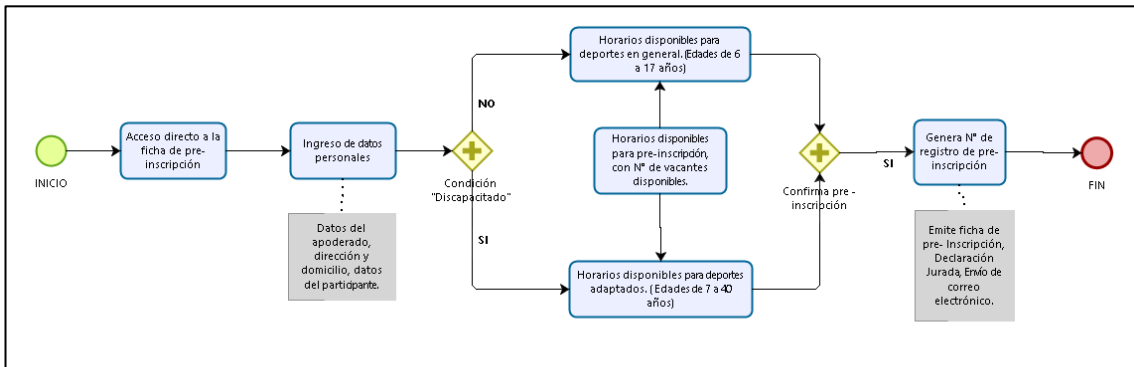 INICIO
Acceso directo a la
ficha de pre-
inscripción
Ingreso de datos
personales
Datos del
apoderado,
dirección y
domicilio, datos
del participante.
Condición
"Discapacitado"
NO
SI
Horarios disponibles para
deportes en general. (Edades de 6
a 17 años)
Horarios disponibles
para pre-inscripción,
con N° de vacantes
disponibles.
Horarios disponibles para deportes
adaptados. ( Edades de 7 a 40
años)
Confirma pre -
inscripción
SI
Genera N° de
registro de pre-
inscripción
Emite ficha de
pre- Inscripción,
Declaración
Jurada, Envío de
correo
electrónico.
FIN